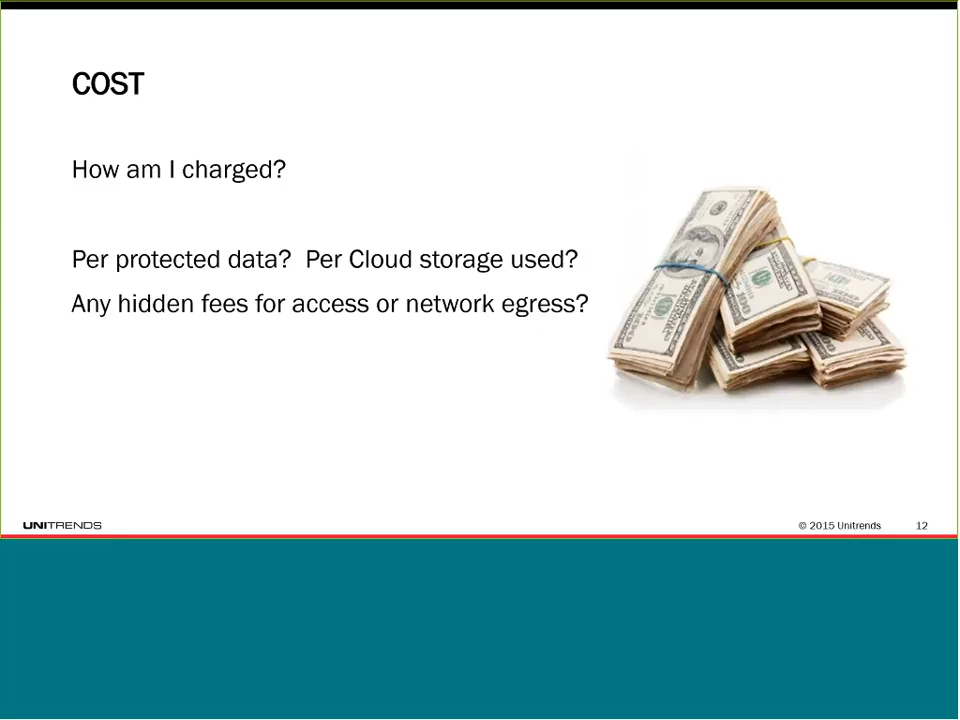 COST
How am I charged?
Per protected data?  Per Cloud storage used?
Any hidden fees for access or network egress?
UNITRENDS
© 2015 Unitrends
12